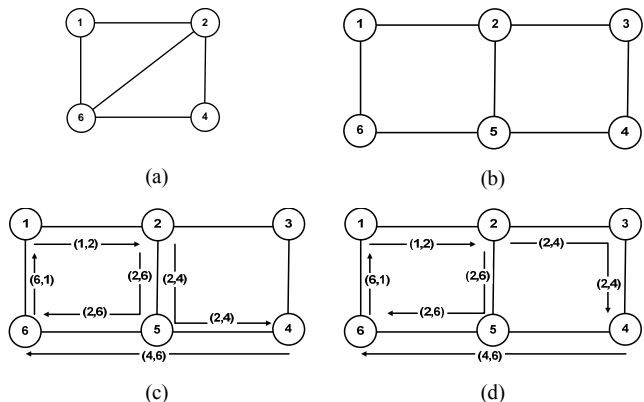 1 2
6 4
(a)
1 2 3
6 5 4
(b)
1 2 3
(1,2)
(6,1) (2,6) (2,4)
(2,6) (2,4)
6 5 4
(4,6)
(c)
1 2 3
(1,2) (2,4)
(6,1) (2,6) (2,4)
(2,6)
6 5 4
(4,6)
(d)